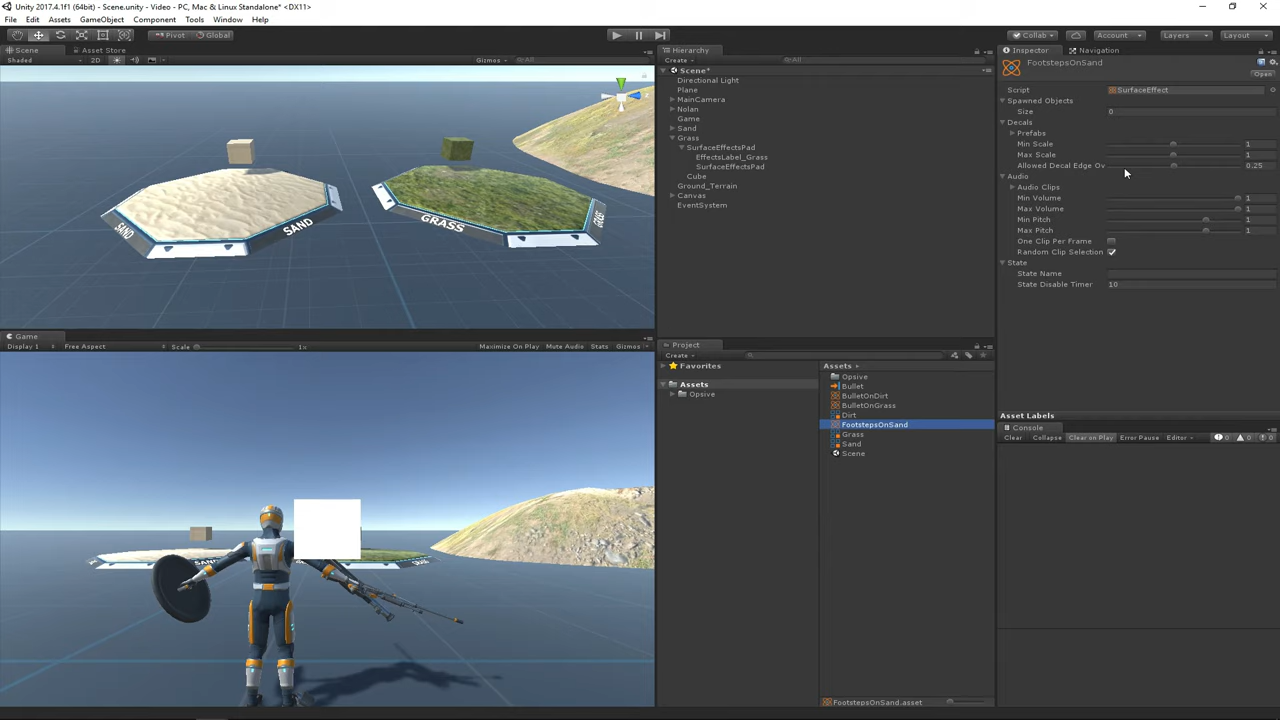 Unity 2017.4.1f1 (64bit) - Scene.unity - Video - PC, Mac & Linux Standalone* <DX11>
File Edit Assets GameObject Component Tools Window Help
Pivot Global Collab Account Layers Layout
Scene Asset Store
Shaded 2D Gizmos All
SAND SAND GRASS GRASS
Game
Display 1 Free Aspect Scale 1x Maximize On Play Mute Audio Stats Gizmos
SAND
Hierarchy
Create All
Scene*
Directional Light
Plane
MainCamera
Nolan
Game
Sand
Grass
SurfaceEffectsPad
EffectsLabel_Grass
SurfaceEffectsPad
Cube
Ground_Terrain
Canvas
EventSystem
Project
Create
Favorites
Assets
Opsive
Assets
Opsive
Bullet
BulletOnDirt
BulletOnGrass
Dirt
FootstepsOnSand
Grass
Sand
Scene
FootstepsOnSand.asset
Inspector Navigation
FootstepsOnSand
Open
Script SurfaceEffect
Spawned Objects
Size 0
Decals
Prefabs
Min Scale 1
Max Scale 1
Allowed Decal Edge Ov 0.25
Audio
Audio Clips
Min Volume 1
Max Volume 1
Min Pitch 1
Max Pitch 1
One Clip Per Frame
Random Clip Selection
State
State Name
State Disable Timer 10
Asset Labels
Console
Clear Collapse Clear on Play Error Pause Editor 0 0 0